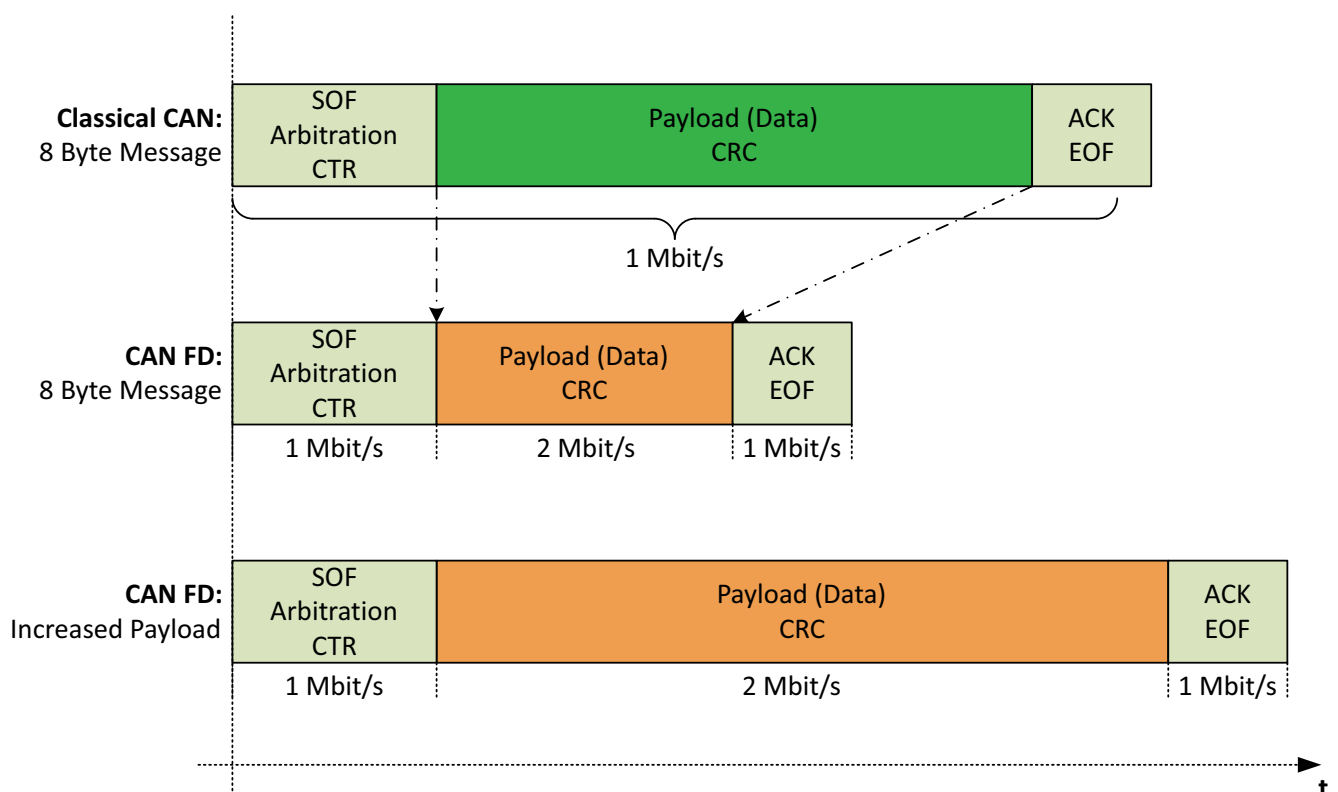 Classical CAN:
8 Byte Message
SOF
Arbitration
CTR
Payload (Data)
CRC
ACK
EOF
1 Mbit/s
CAN FD:
8 Byte Message
SOF
Arbitration
CTR
Payload (Data)
CRC
ACK
EOF
1 Mbit/s
2 Mbit/s
1 Mbit/s
CAN FD:
Increased Payload
SOF
Arbitration
CTR
Payload (Data)
CRC
ACK
EOF
1 Mbit/s
2 Mbit/s
1 Mbit/s
t